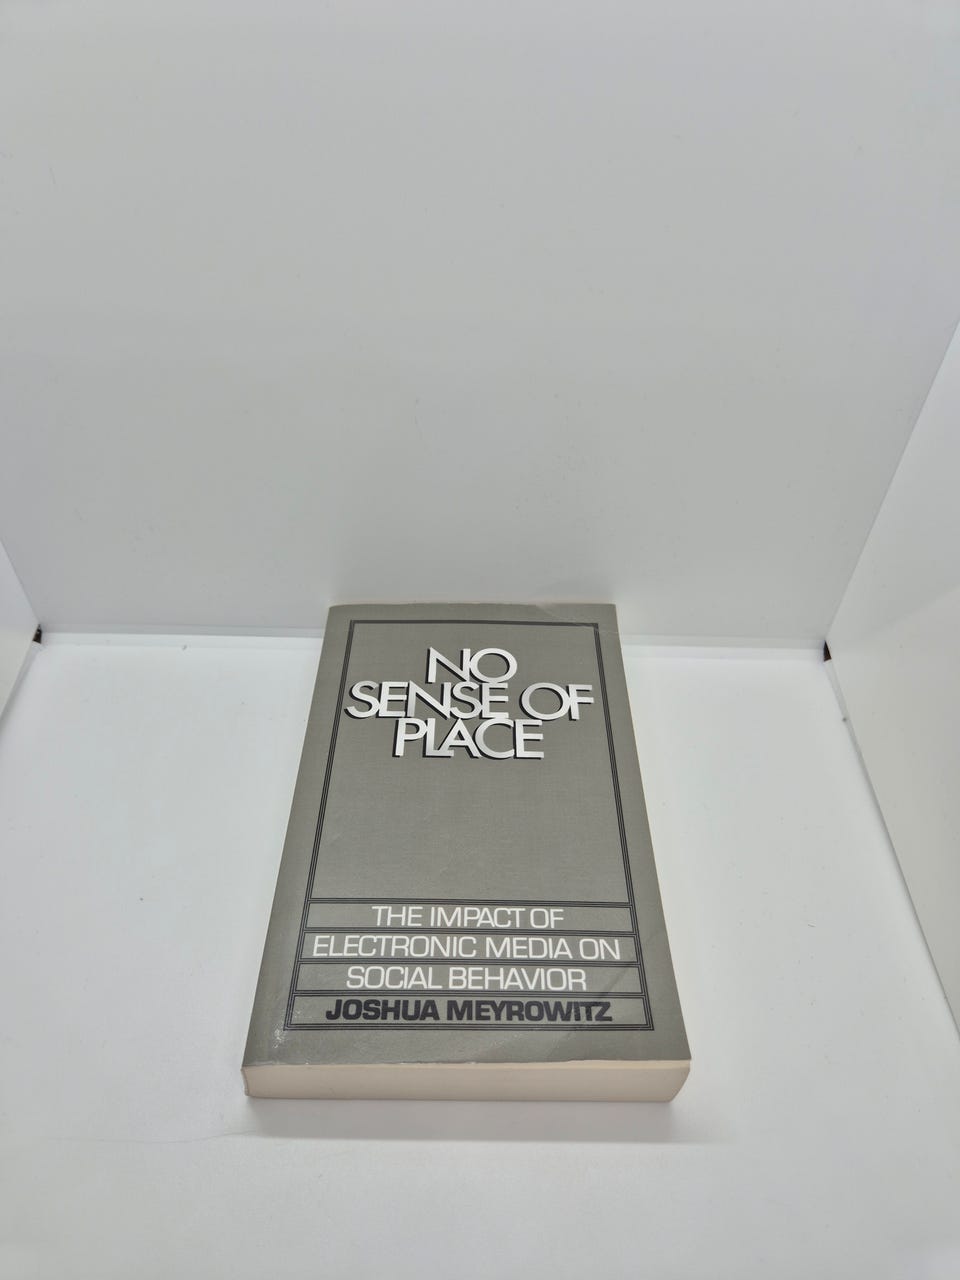 NO
SENSE OF
PLACE
THE IMPACT OF
ELECTRONIC MEDIA ON
SOCIAL BEHAVIOR
JOSHUA MEYROWITZ